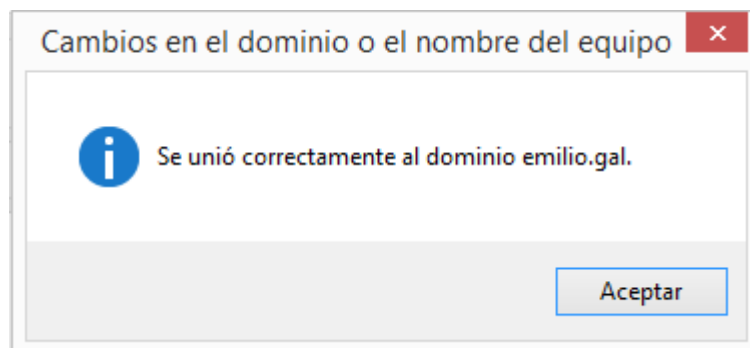 Cambios en el dominio o el nombre del equipo
Se unió correctamente al dominio emilio.gal.
Aceptar